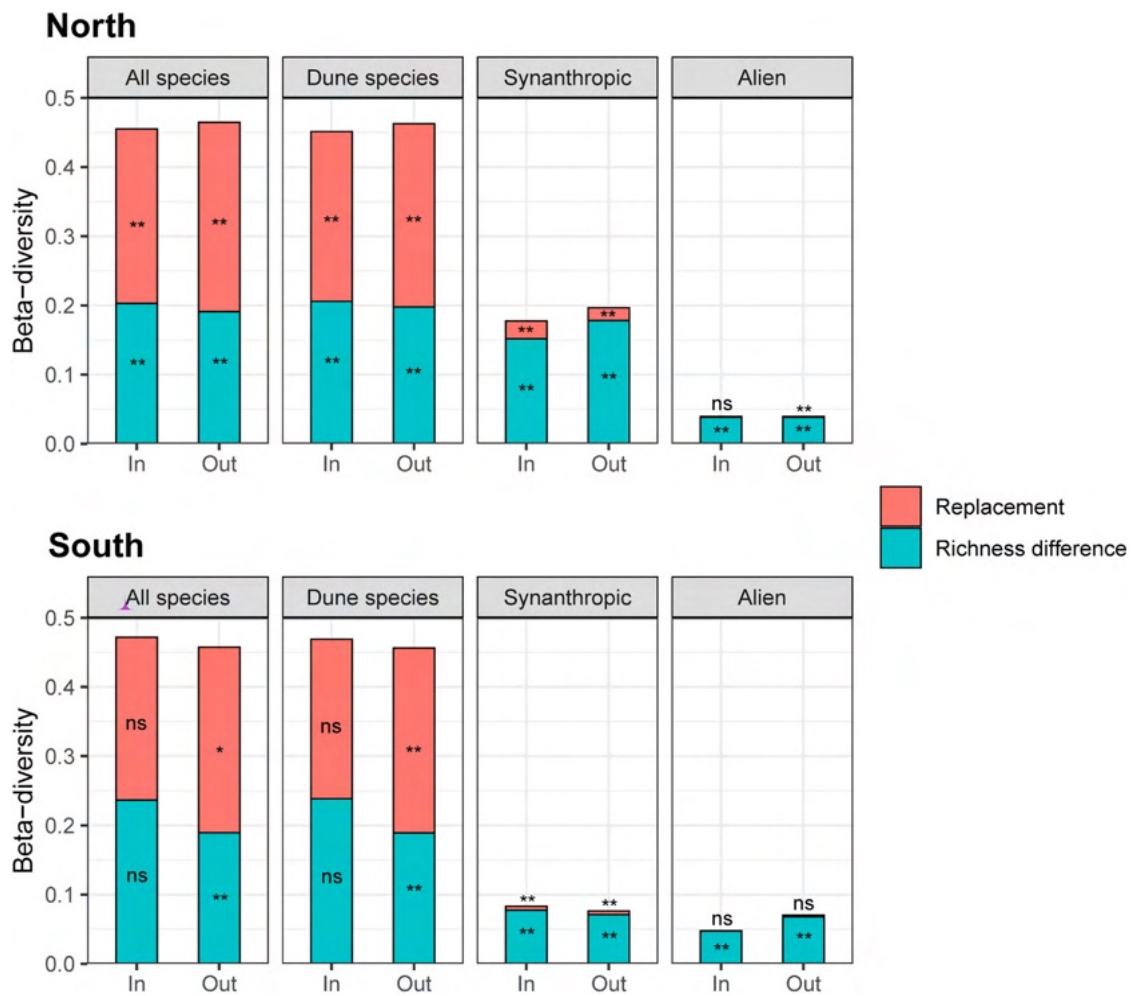 North
All species Dune species Synanthropic Alien
Beta-diversity
0.5
0.4
0.3
0.2
0.1
0.0
** ** ** ** ** ** ns **
** ** ** ** ** ** ** **
In Out In Out In Out In Out
Replacement
Richness difference
South
All species Dune species Synanthropic Alien
Beta-diversity
0.5
0.4
0.3
0.2
0.1
0.0
ns * ns ** ** ** ns ns
ns ** ns ** ** ** ** **
In Out In Out In Out In Out